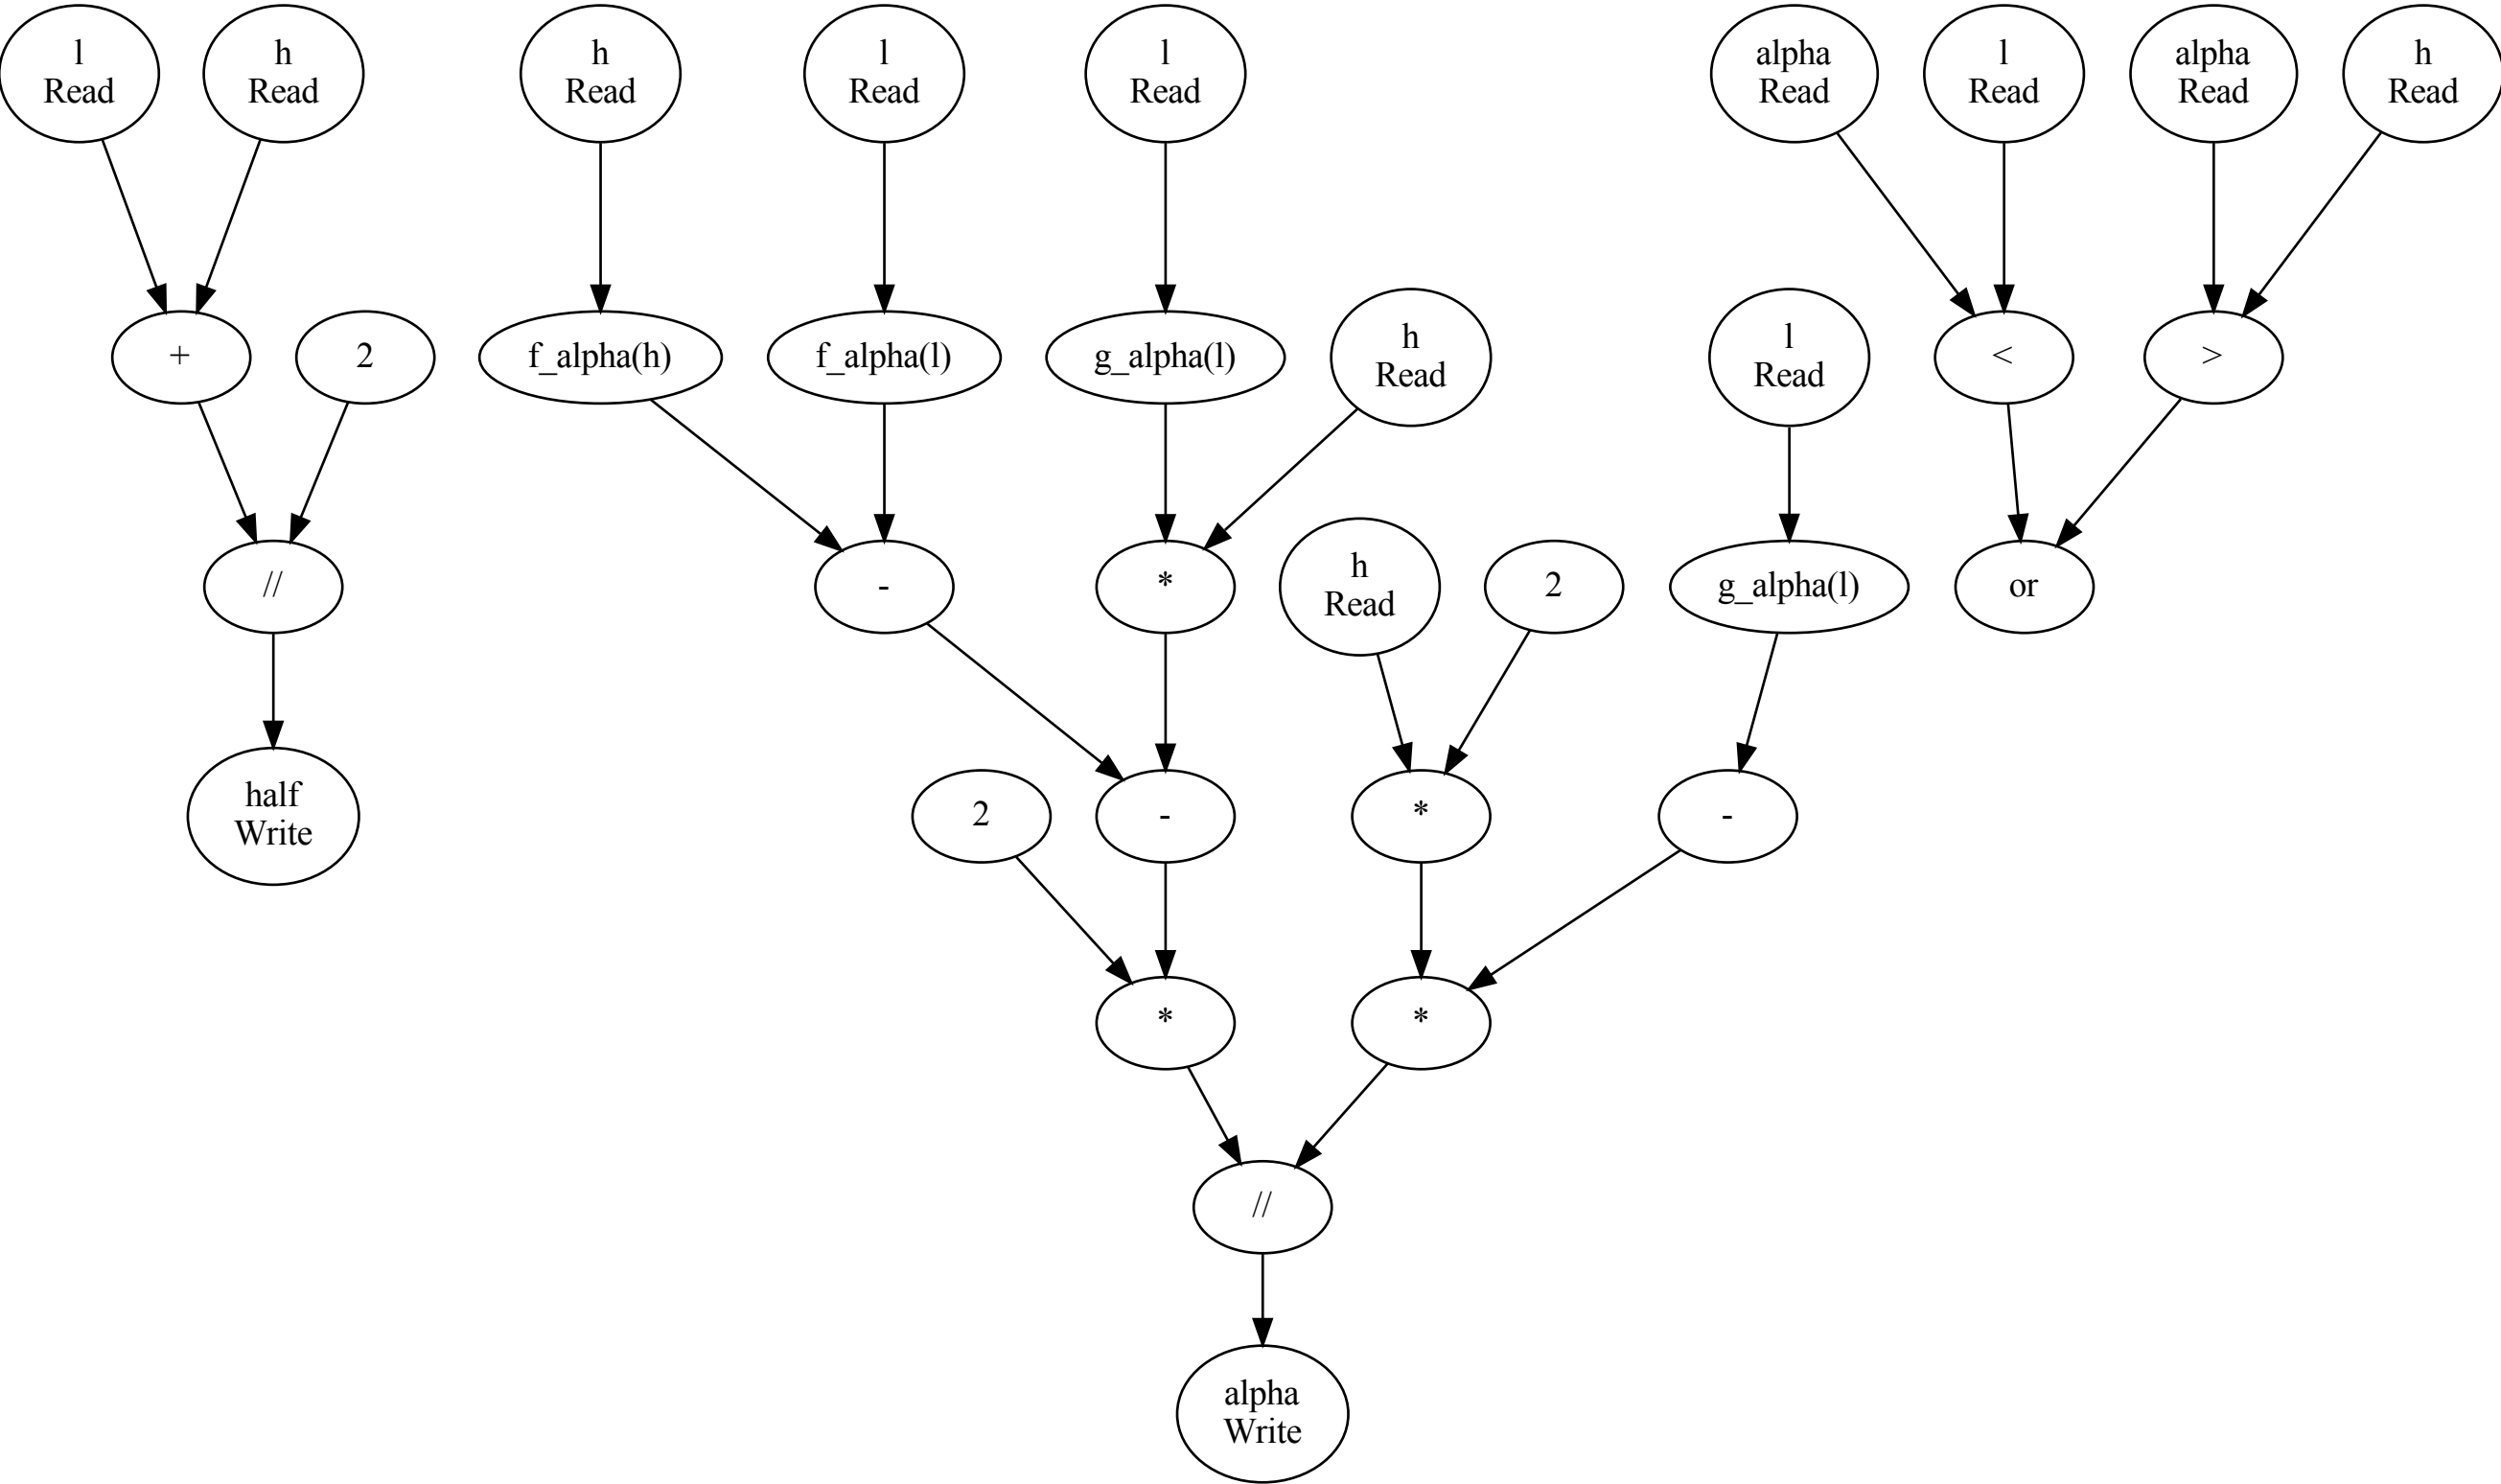 l
Read
h
Read
h
Read
l
Read
l
Read
alpha
Read
l
Read
alpha
Read
h
Read
+
2
f_alpha(h)
f_alpha(l)
g_alpha(l)
h
Read
l
Read
<
>
//
-
*
h
Read
2
g_alpha(l)
or
half
Write
2
-
*
-
*
*
//
alpha
Write